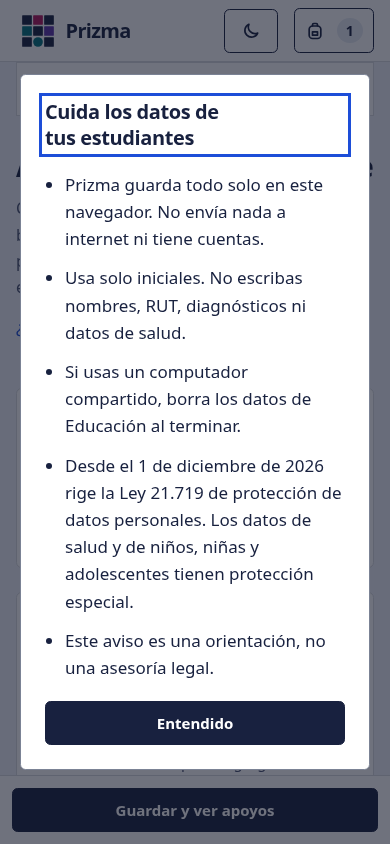 Prizma
1
Cuida los datos de
tus estudiantes
Prizma guarda todo solo en este
navegador. No envía nada a
internet ni tiene cuentas.
Usa solo iniciales. No escribas
nombres, RUT, diagnósticos ni
datos de salud.
Si usas un computador
compartido, borra los datos de
Educación al terminar.
Desde el 1 de diciembre de 2026
rige la Ley 21.719 de protección de
datos personales. Los datos de
salud y de niños, niñas y
adolescentes tienen protección
especial.
Este aviso es una orientación, no
una asesoría legal.
Entendido
Guardar y ver apoyos